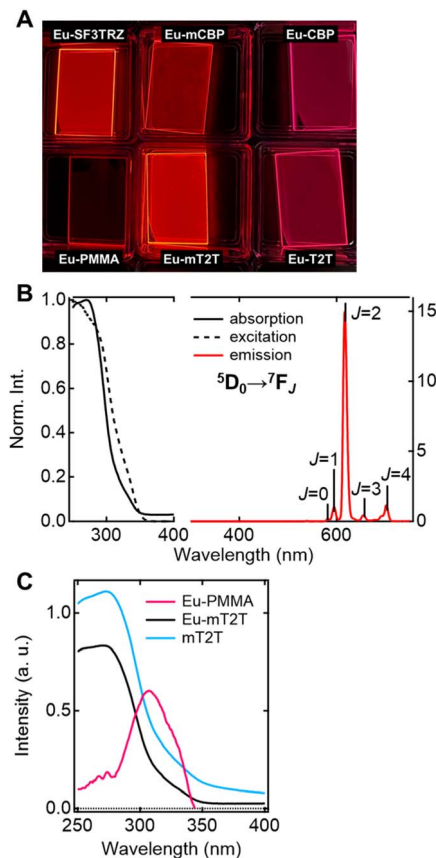 A
Eu-SF3TRZ Eu-mCBP Eu-CBP
Eu-PMMA Eu-mT2T Eu-T2T
B
1.0
0.8
0.6
0.4
0.2
0.0
Norm. Int.
absorption
excitation
emission
⁵D₀→⁷F_J
J=0
J=1
J=2
J=3
J=4
15
10
5
0
300 400 400 600
Wavelength (nm)
C
1.0
0.5
0.0
Intensity (a. u.)
Eu-PMMA
Eu-mT2T
mT2T
250 300 350 400
Wavelength (nm)